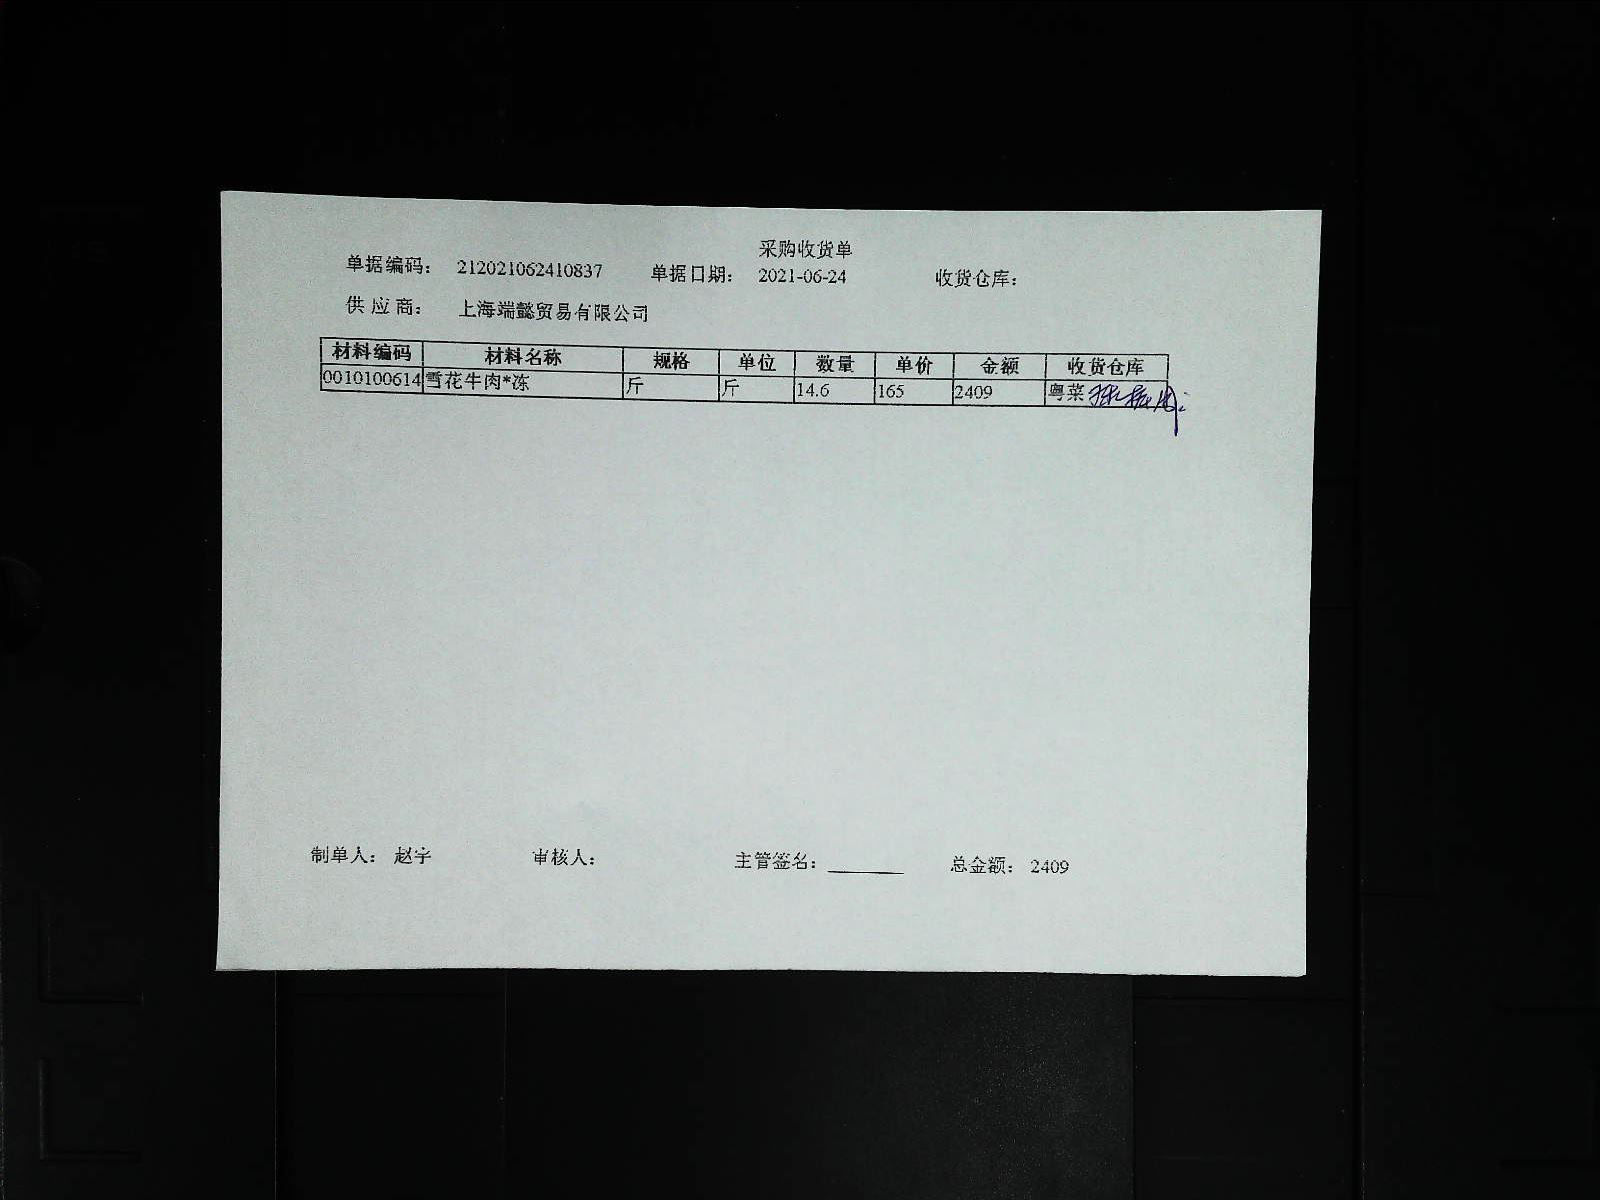 采购收货单
单据编码： 212021062410837 单据日期： 2021-06-24 收货仓库：
供应商： 上海端懿贸易有限公司
材料编码 材料名称 规格 单位 数量 单价 金额 收货仓库
0010100614 雪花牛肉*冻 斤 斤 14.6 165 2409 粤菜
制单人： 赵宇 审核人： 主管签名： 总金额： 2409